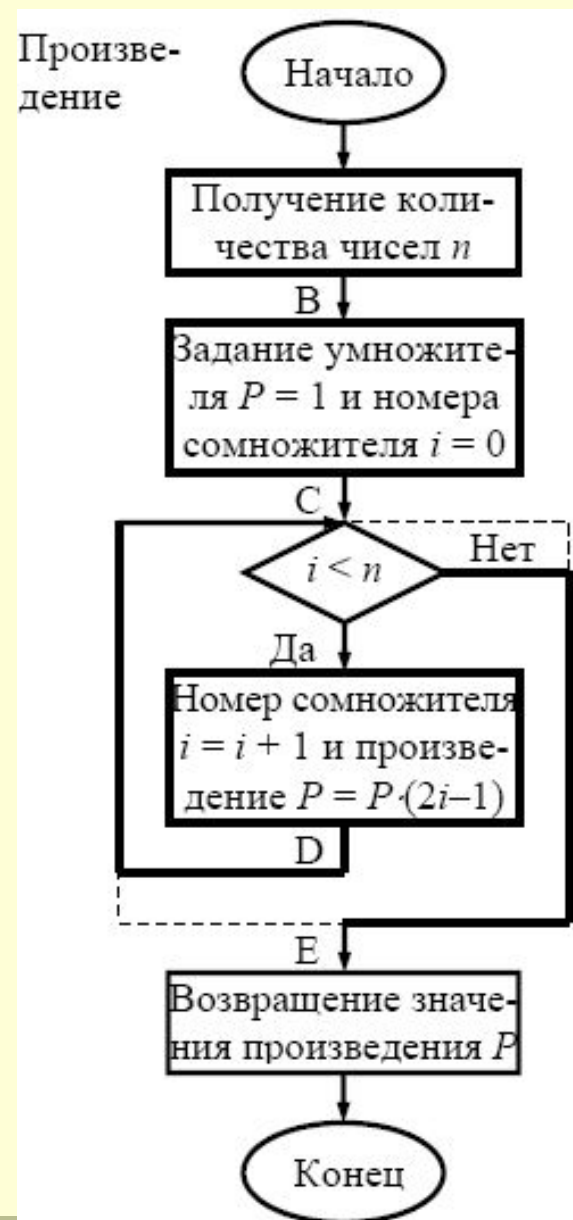 Произве-
дение
Начало
Получение коли-
чества чисел n
B
Задание умножите-
ля P = 1 и номера
сомножителя i = 0
C
i < n
Нет
Да
Номер сомножителя
i = i + 1 и произве-
дение P = P·(2i–1)
D
E
Возвращение значе-
ния произведения P
Конец